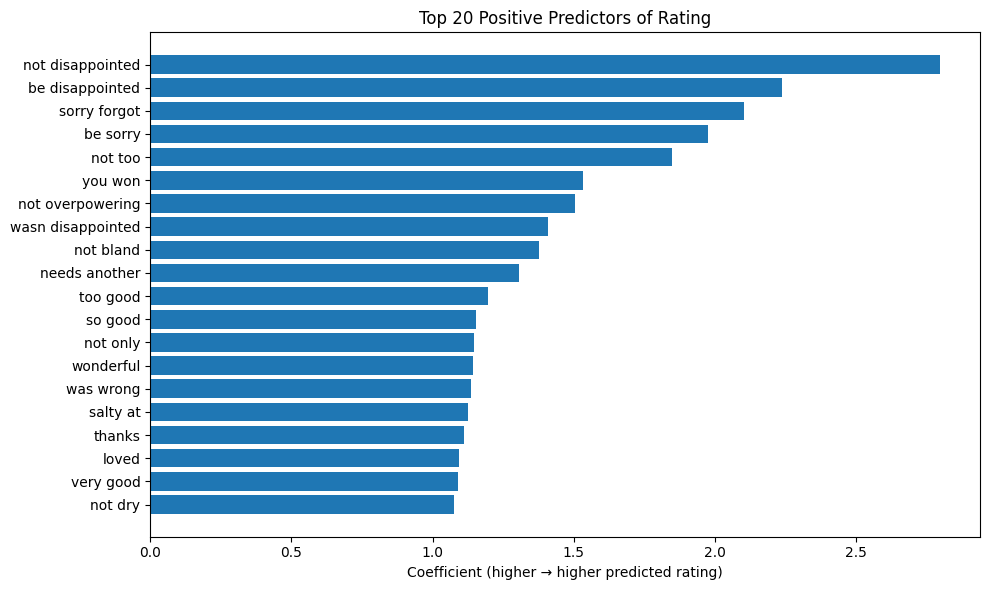 Top 20 Positive Predictors of Rating
not disappointed
be disappointed
sorry forgot
be sorry
not too
you won
not overpowering
wasn disappointed
not bland
needs another
too good
so good
not only
wonderful
was wrong
salty at
thanks
loved
very good
not dry
0.0 0.5 1.0 1.5 2.0 2.5
Coefficient (higher → higher predicted rating)